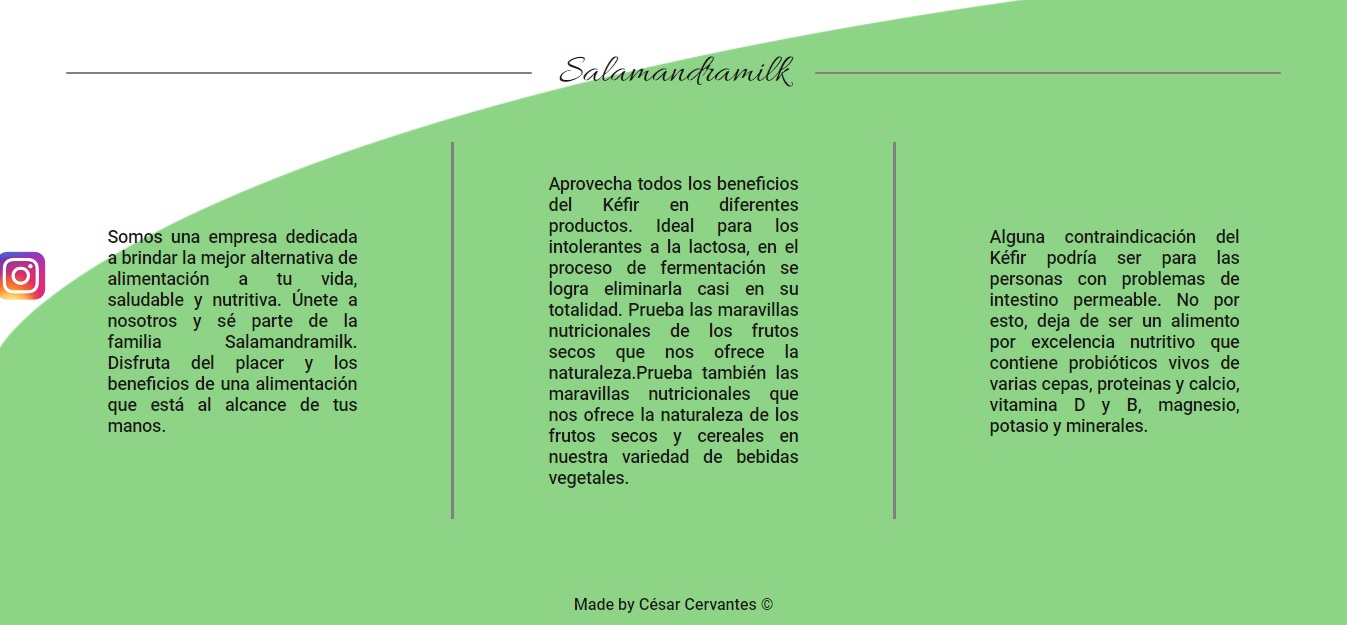 Salamandramilk
Somos una empresa dedicada
a brindar la mejor alternativa de
alimentación a tu vida,
saludable y nutritiva. Únete a
nosotros y sé parte de la
familia Salamandramilk.
Disfruta del placer y los
beneficios de una alimentación
que está al alcance de tus
manos.
Aprovecha todos los beneficios
del Kéfir en diferentes
productos. Ideal para los
intolerantes a la lactosa, en el
proceso de fermentación se
logra eliminarla casi en su
totalidad. Prueba las maravillas
nutricionales de los frutos
secos que nos ofrece la
naturaleza.Prueba también las
maravillas nutricionales que
nos ofrece la naturaleza de los
frutos secos y cereales en
nuestra variedad de bebidas
vegetales.
Alguna contraindicación del
Kéfir podría ser para las
personas con problemas de
intestino permeable. No por
esto, deja de ser un alimento
por excelencia nutritivo que
contiene probióticos vivos de
varias cepas, proteinas y calcio,
vitamina D y B, magnesio,
potasio y minerales.
Made by César Cervantes ©